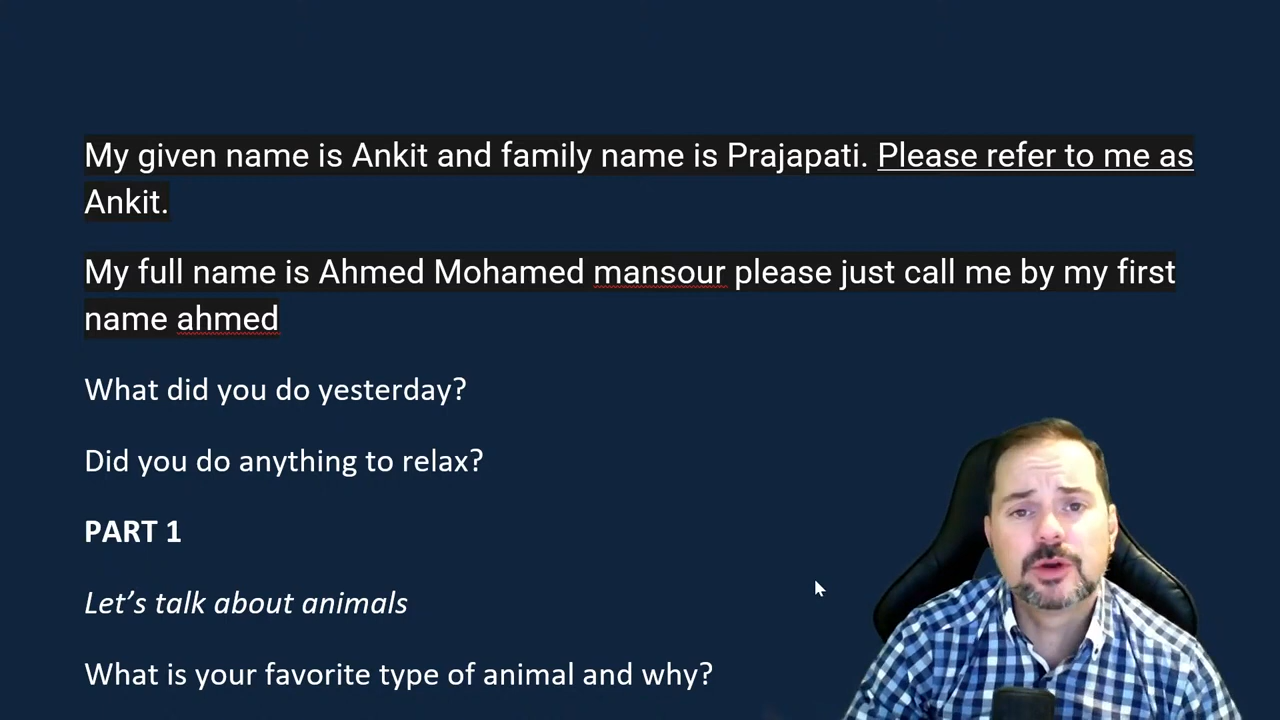 My given name is Ankit and family name is Prajapati. Please refer to me as
Ankit.
My full name is Ahmed Mohamed mansour please just call me by my first
name ahmed
What did you do yesterday?
Did you do anything to relax?
PART 1
Let’s talk about animals
What is your favorite type of animal and why?